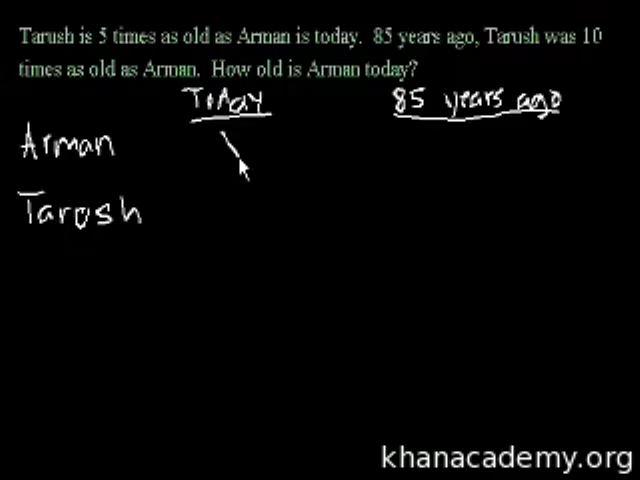 Tarush is 5 times as old as Arman is today. 85 years ago, Tarush was 10
times as old as Arman. How old is Arman today?
Today 85 years ago
Arman
Tarush
khanacademy.org